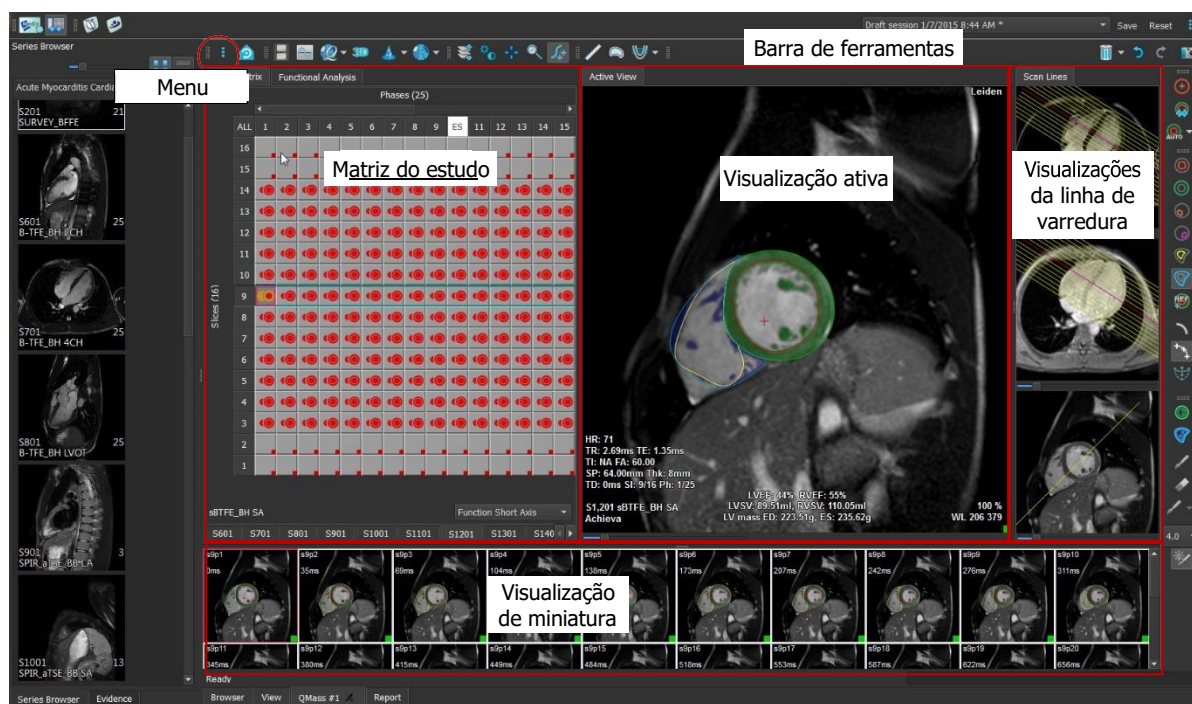 Draft session 1/7/2015 8:44 AM *
Save
Reset
Series Browser
Barra de ferramentas
Menu
Acute Myocarditis Cardia
trix
Functional Analysis
Active View
Scan Lines
Phases (25)
Leiden
S201
21
SURVEY_BFFE
ALL 1 2 3 4 5 6 7 8 9 ES 11 12 13 14 15
16
15
14
13
12
11
10
9
8
7
6
5
4
3
2
1
Slices (16)
Matriz do estudo
Visualização ativa
Visualizações
da linha de
varredura
AUTO
REF
S601
25
B-TFE_BH 2CH
S701
25
B-TFE_BH 4CH
S801
25
B-TFE_BH LVOT
S901
3
SPIR_aTSE_BB LA
S1001
13
SPIR_aTSE_BB SA
HR: 71
TR: 2.69ms TE: 1.35ms
TI: NA FA: 60.00
SP: 64.00mm Thk: 8mm
TD: 0ms Sl: 9/16 Ph: 1/25
S1,201 sBTFE_BH SA
Achieva
LVEF: 44% RVEF: 55%
LVSV: 89.51ml, RVSV: 110.05ml
LV mass ED: 223.51g, ES: 235.62g
100 %
WL 206 379
sBTFE_BH SA
Function Short Axis
S601 S701 S801 S901 S1001 S1101 S1201 S1301 S140
4.0
s9p1 s9p2 s9p3 s9p4 s9p5 s9p6 s9p7 s9p8 s9p9 s9p10
0ms 35ms 69ms 104ms 138ms 173ms 207ms 242ms 276ms 311ms
Visualização
de miniatura
s9p11 s9p12 s9p13 s9p14 s9p15 s9p16 s9p17 s9p18 s9p19 s9p20
345ms 380ms 415ms 449ms 484ms 518ms 553ms 587ms 622ms 656ms
Ready
Series Browser
Evidence
Browser
View
QMass #1
Report